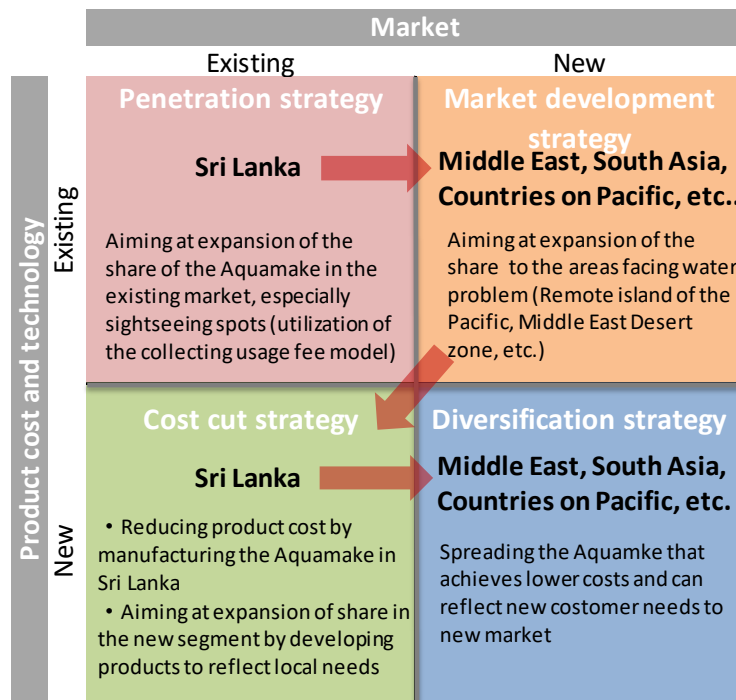 Market
Existing
New
Product cost and technology
Existing
New
Penetration strategy
Sri Lanka
Aiming at expansion of the
share of the Aquamake in the
existing market, especially
sightseeing spots (utilization of
the collecting usage fee model)
Market development
strategy
Middle East, South Asia,
Countries on Pacific, etc..
Aiming at expansion of the
share to the areas facing water
problem (Remote island of the
Pacific, Middle East Desert
zone, etc.)
Cost cut strategy
Sri Lanka
・Reducing product cost by
manufacturing the Aquamake in
Sri Lanka
・Aiming at expansion of share in
the new segment by developing
products to reflect local needs
Diversification strategy
Middle East, South Asia,
Countries on Pacific, etc.
Spreading the Aquamke that
achieves lower costs and can
reflect new costomer needs to
new market